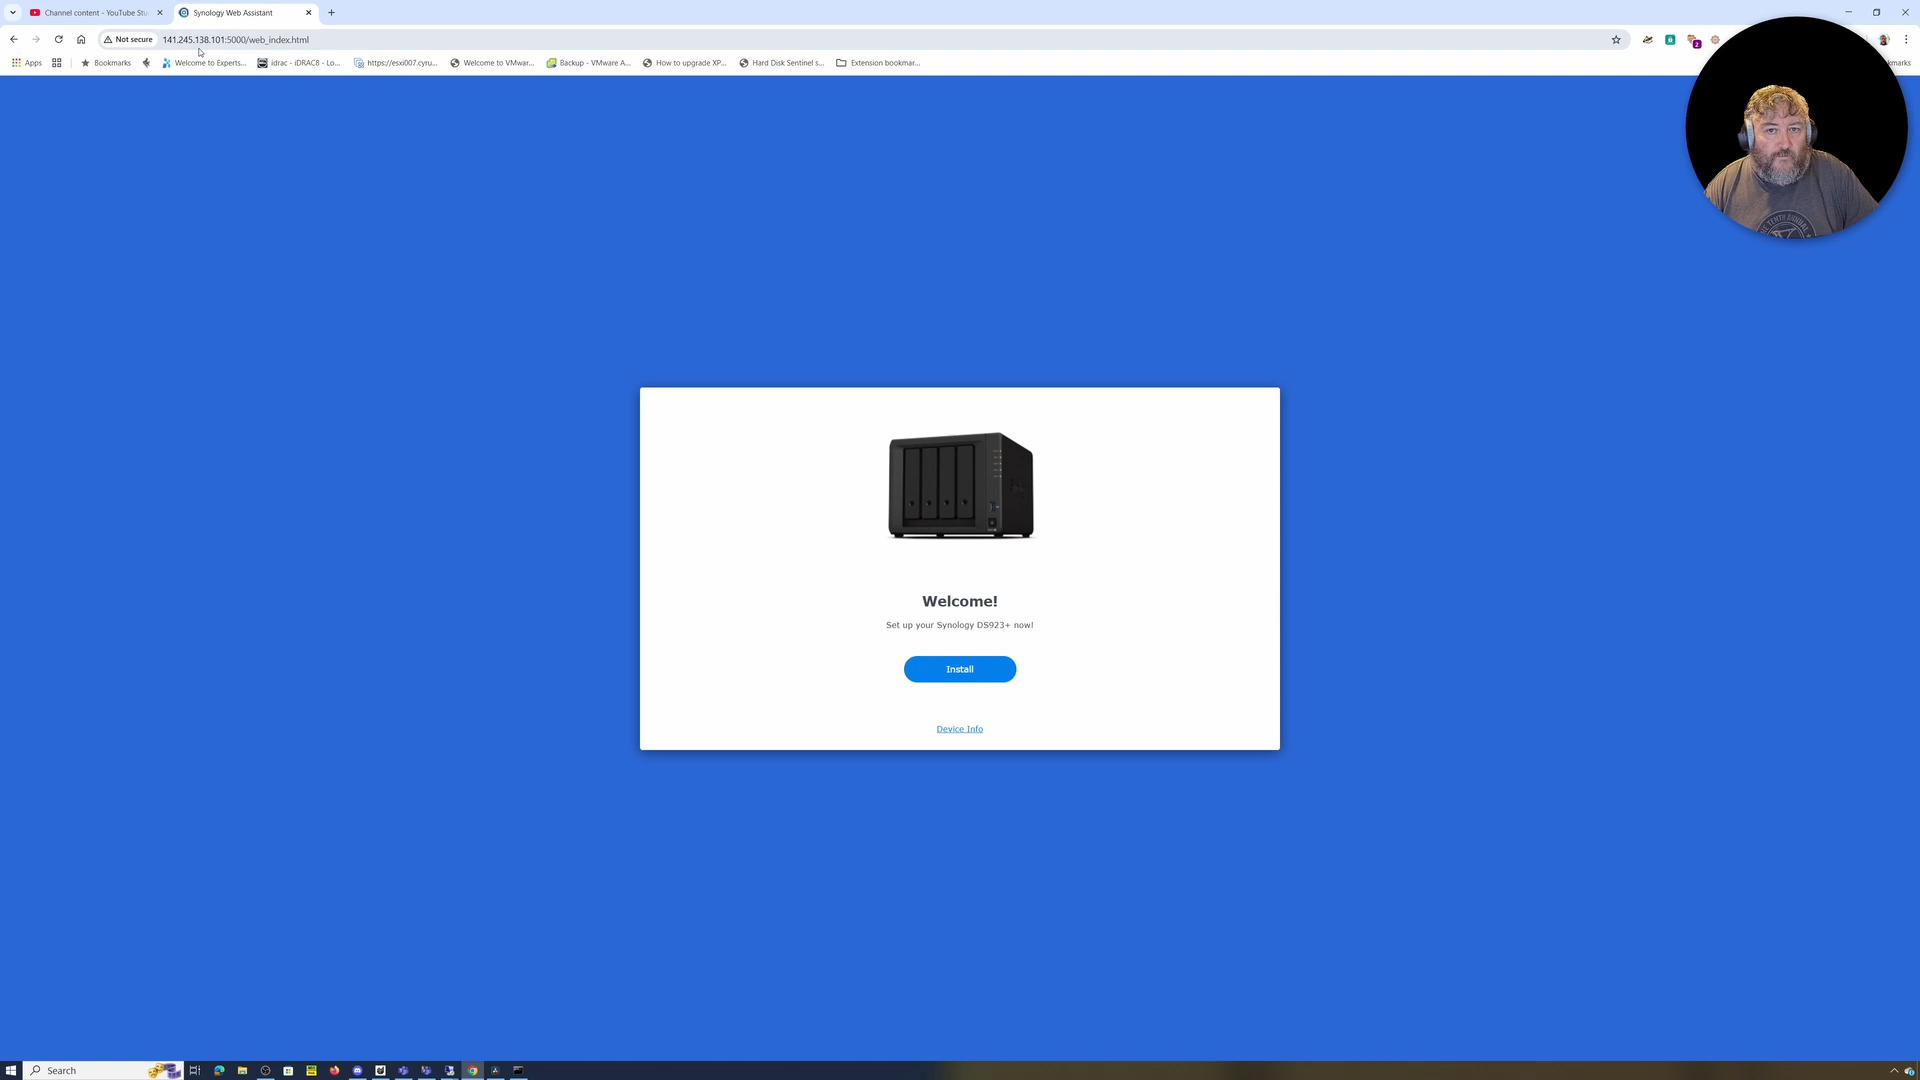 Channel content - YouTube Stu
Synology Web Assistant
Not secure
141.245.138.101:5000/web_index.html
2
Apps
Bookmarks
Welcome to Experts...
idrac - iDRAC8 - Lo...
https://esxi007.cyru...
Welcome to VMwar...
Backup - VMware A...
How to upgrade XP...
Hard Disk Sentinel s...
Extension bookmar...
kmarks
Welcome!
Set up your Synology DS923+ now!
Install
Device Info
Search